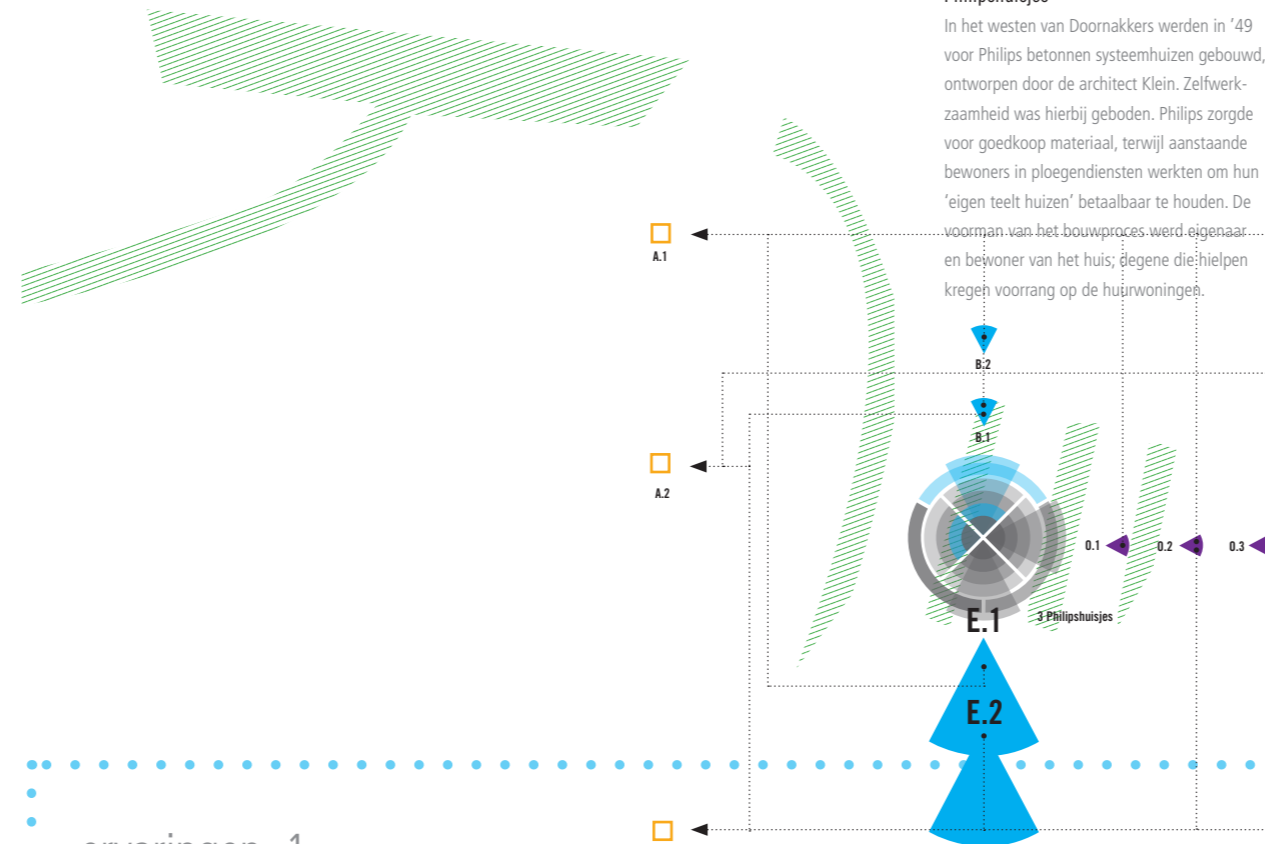 Philipshuisjes
In het westen van Doornakkers werden in ’49
voor Philips betonnen systeemhuizen gebouwd,
ontworpen door de architect Klein. Zelfwerk-
zaamheid was hierbij geboden. Philips zorgde
voor goedkoop materiaal, terwijl aanstaande
bewoners in ploegendiensten werkten om hun
‘eigen teelt huizen’ betaalbaar te houden. De
voorman van het bouwproces werd eigenaar
en bewoner van het huis; degene die hielpen
kregen voorrang op de huurwoningen.
A.1
B.2
B.1
A.2
O.1
O.2
O.3
E.1
3 Philipshuisjes
E.2
ervaringen 1